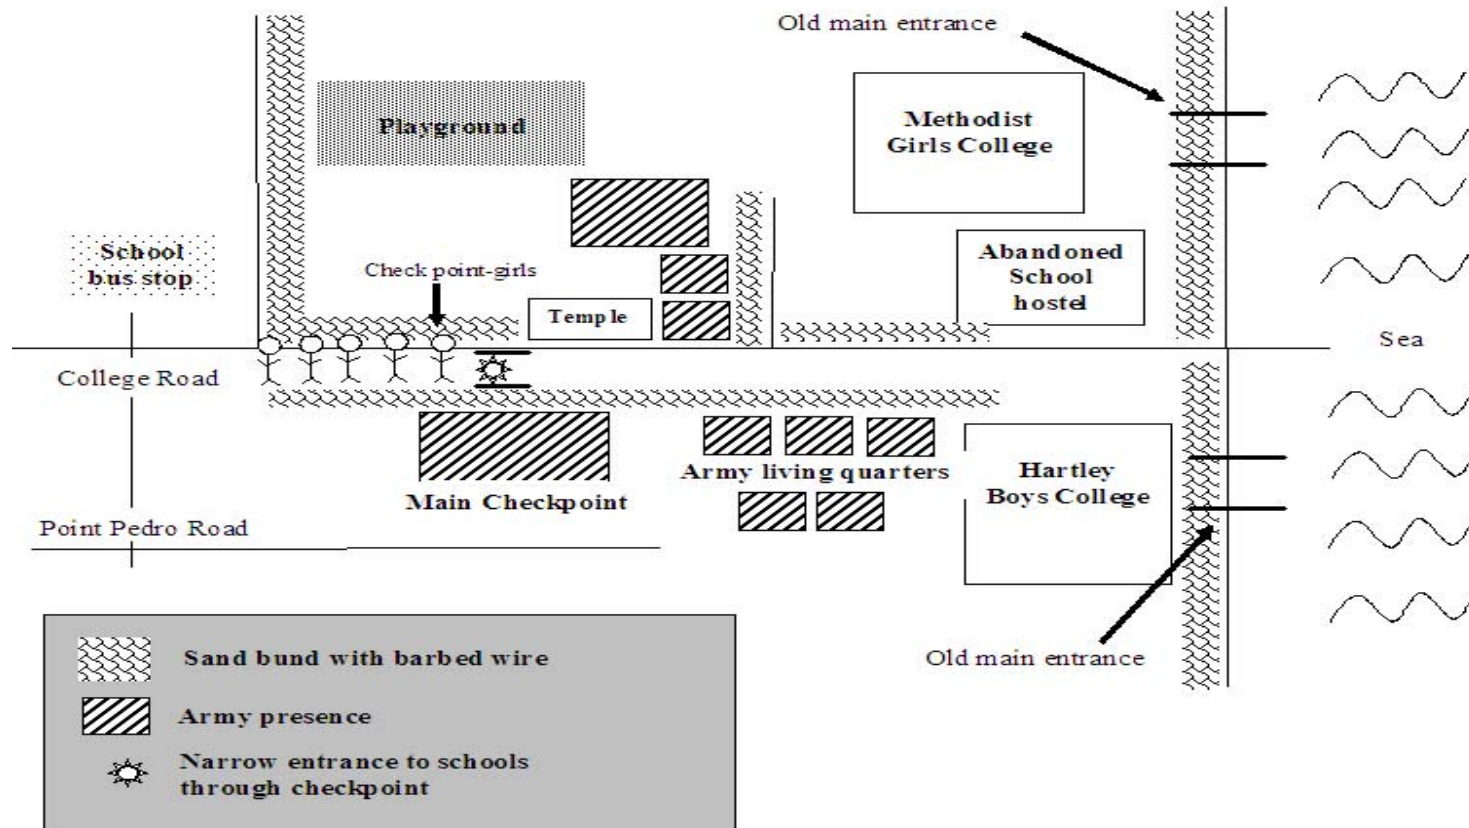 Old main entrance
Playground
Methodist
Girls College
School
bus stop
Check point-girls
Abandoned
School
hostel
Temple
Sea
College Road
Army living quarters
Hartley
Boys College
Main Checkpoint
Point Pedro Road
Old main entrance
Sand bund with barbed wire
Army presence
Narrow entrance to schools
through checkpoint